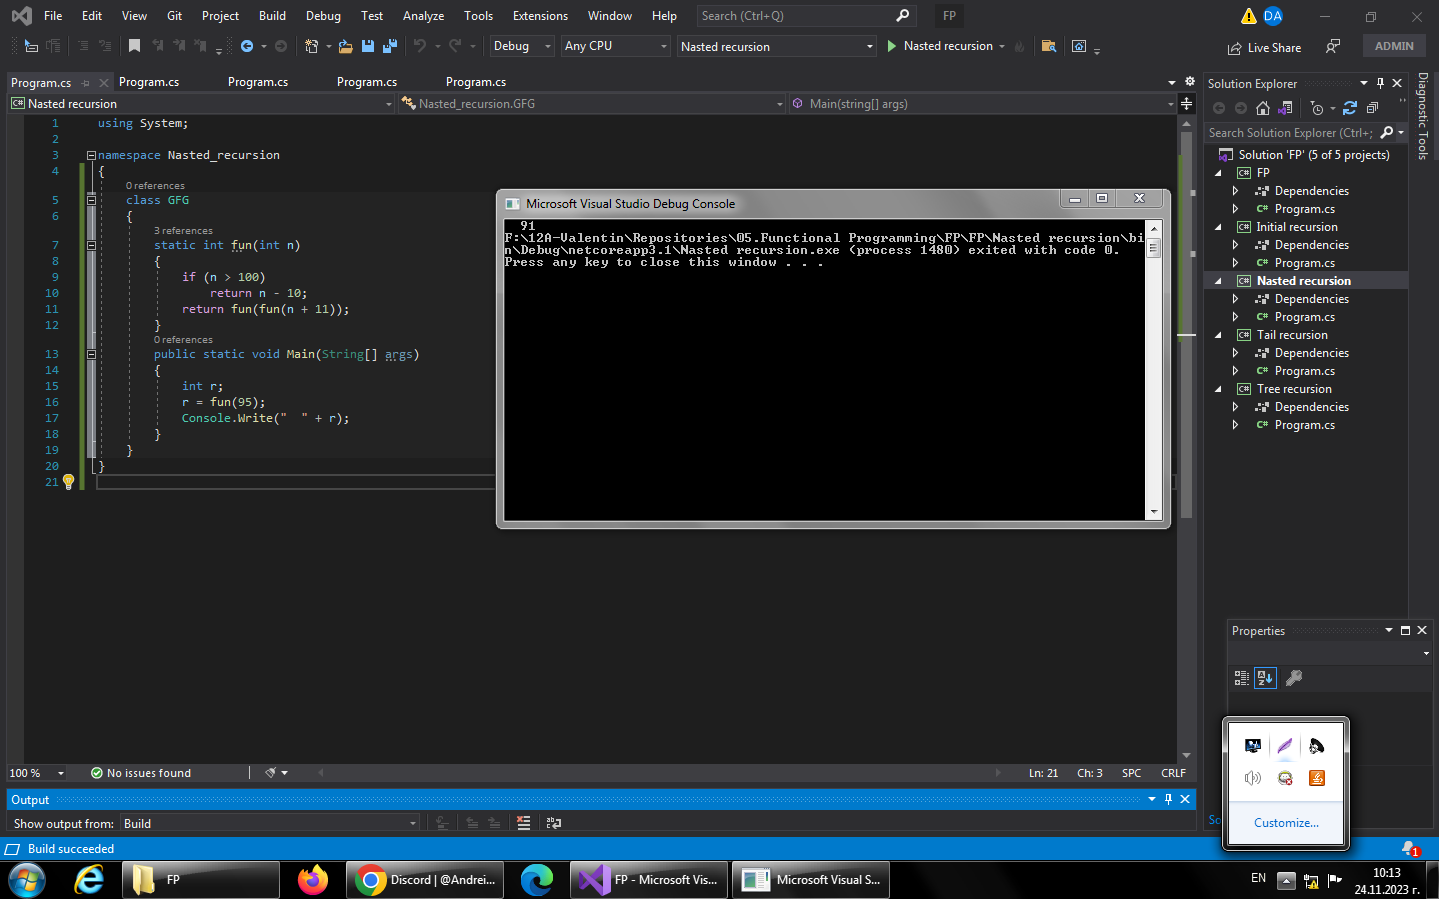 File Edit View Git Project Build Debug Test Analyze Tools Extensions Window Help Search (Ctrl+Q) FP DA
Debug Any CPU Nasted recursion Nasted recursion Live Share ADMIN
Program.cs Program.cs Program.cs Program.cs Program.cs
Nasted recursion Nasted_recursion.GFG Main(string[] args)
1 using System;
2
3 namespace Nasted_recursion
4 {
0 references
5 class GFG
6 {
3 references
7 static int fun(int n)
8 {
9 if (n > 100)
10 return n - 10;
11 return fun(fun(n + 11));
12 }
0 references
13 public static void Main(String[] args)
14 {
15 int r;
16 r = fun(95);
17 Console.Write("  " + r);
18 }
19 }
20 }
21
Microsoft Visual Studio Debug Console
91
F:\12A-Valentin\Repositories\05.Functional Programming\FP\FP\Nasted recursion\bi
n\Debug\netcoreapp3.1\Nasted recursion.exe (process 1480) exited with code 0.
Press any key to close this window . . .
Solution Explorer
Search Solution Explorer (Ctrl+;
Solution 'FP' (5 of 5 projects)
C# FP
Dependencies
C# Program.cs
C# Initial recursion
Dependencies
C# Program.cs
C# Nasted recursion
Dependencies
C# Program.cs
C# Tail recursion
Dependencies
C# Program.cs
C# Tree recursion
Dependencies
C# Program.cs
Diagnostic Tools
Properties
So
Customize...
100 % No issues found Ln: 21 Ch: 3 SPC CRLF
Output
Show output from: Build
Build succeeded 1
FP Discord | @Andrei... FP - Microsoft Vis... Microsoft Visual S... EN 10:13
24.11.2023 г.